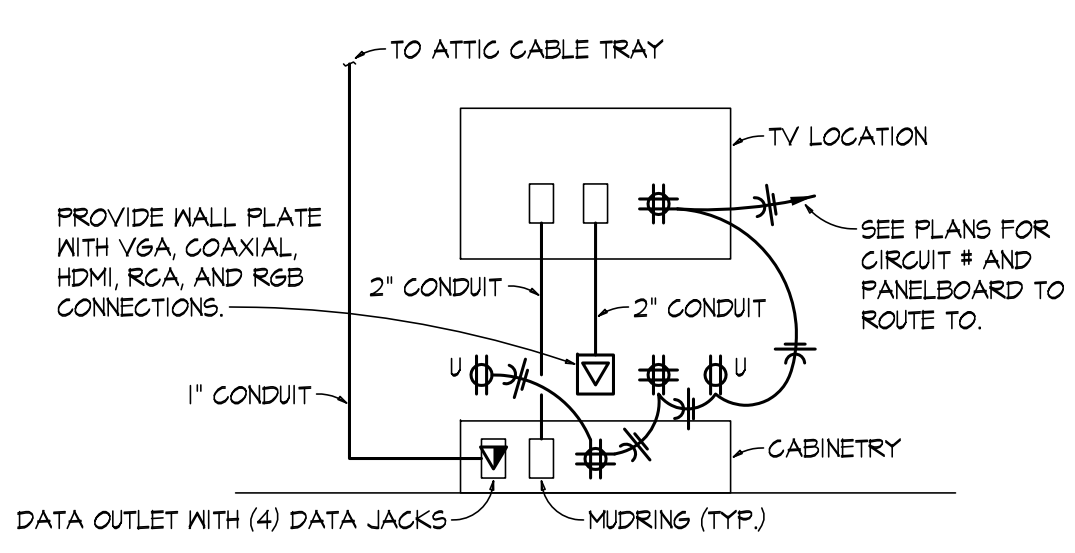 TO ATTIC CABLE TRAY
TV LOCATION
PROVIDE WALL PLATE
WITH VGA, COAXIAL,
HDMI, RCA, AND RGB
CONNECTIONS.
SEE PLANS FOR
CIRCUIT # AND
PANELBOARD TO
ROUTE TO.
2" CONDUIT
2" CONDUIT
U
U
1" CONDUIT
CABINETRY
DATA OUTLET WITH (4) DATA JACKS
MUDRING (TYP.)